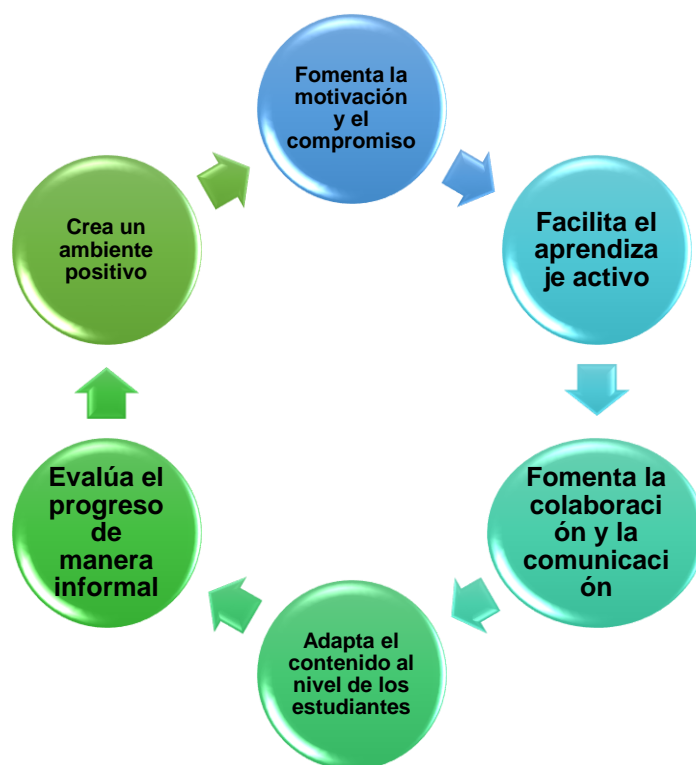 Fomenta la
motivación
y el
compromiso
Facilita el
aprendiza
je activo
Fomenta la
colaboraci
ón y la
comunicaci
ón
Adapta el
contenido al
nivel de los
estudiantes
Evalúa el
progreso
de
manera
informal
Crea un
ambiente
positivo